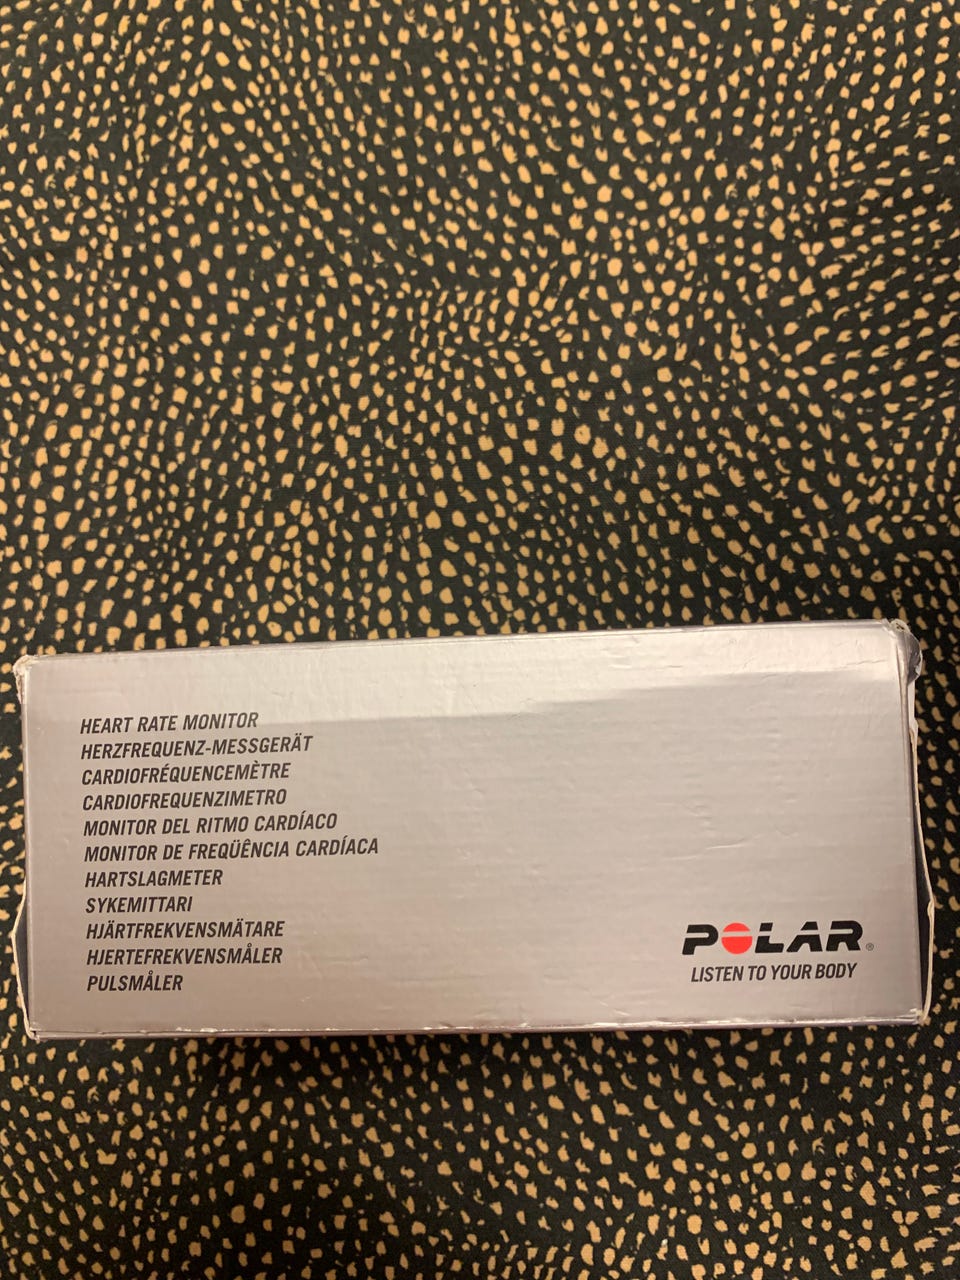 HEART RATE MONITOR
HERZFREQUENZ-MESSGERÄT
CARDIOFRÉQUENCEMÈTRE
CARDIOFREQUENZIMETRO
MONITOR DEL RITMO CARDÍACO
MONITOR DE FREQÜÊNCIA CARDÍACA
HARTSLAGMETER
SYKEMITTARI
HJÄRTFREKVENSMÄTARE
HJERTEFREKVENSMÅLER
PULSMÅLER
POLAR®
LISTEN TO YOUR BODY